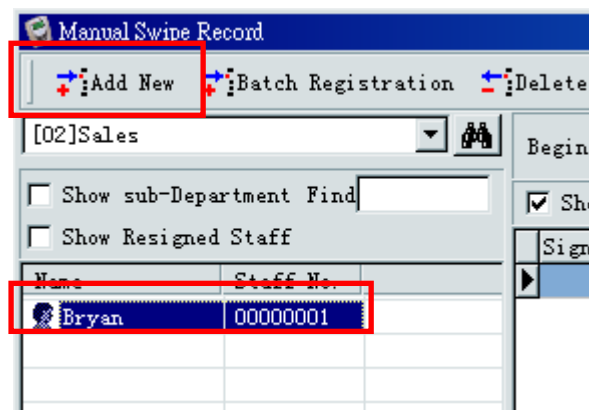 Manual Swipe Record
Add New Batch Registration Delete
[02]Sales
Begin
Show sub-Department Find
Sho
Show Resigned Staff
Sign
Name Staff No.
Bryan 00000001